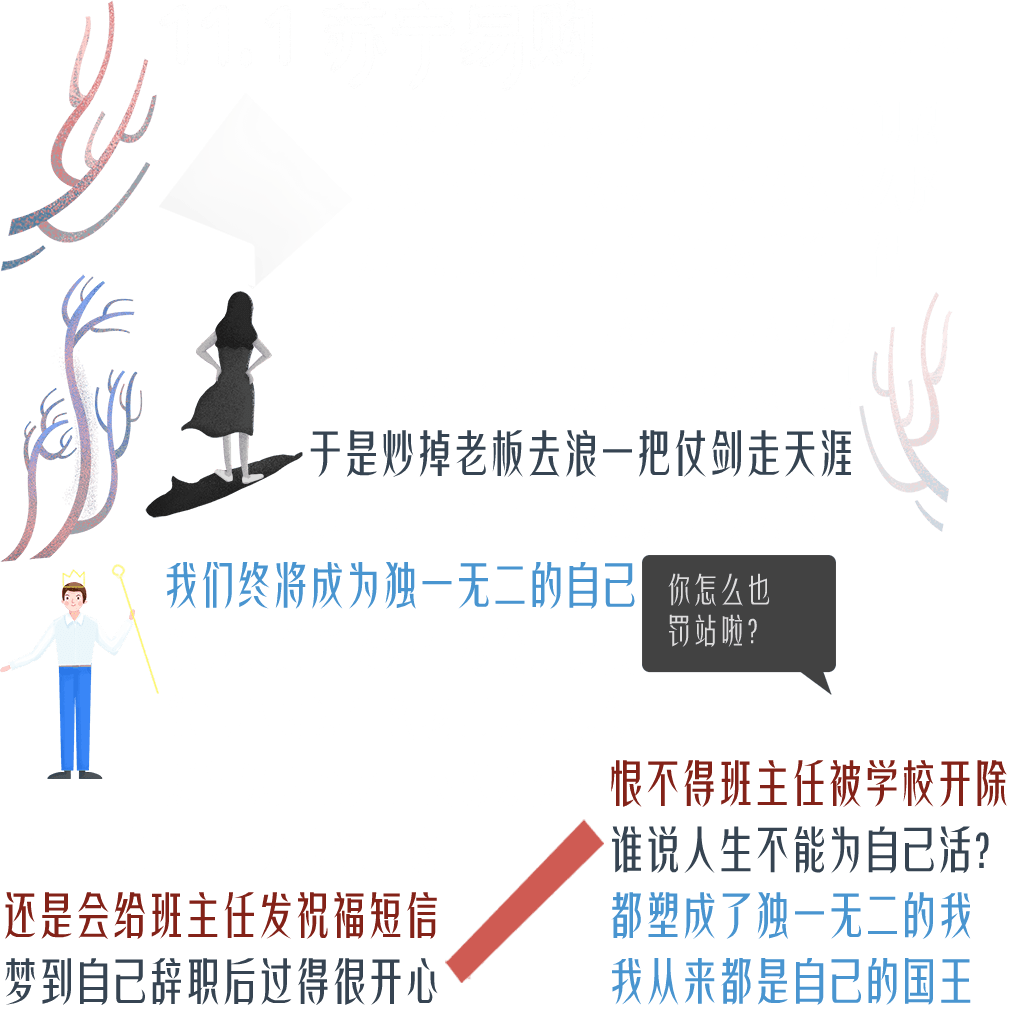 于是炒掉老板去浪一把仗剑走天涯
我们终将成为独一无二的自己
你怎么也
罚站啦?
恨不得班主任被学校开除
谁说人生不能为自己活?
都塑成了独一无二的我
我从来都是自己的国王
还是会给班主任发祝福短信
梦到自己辞职后过得很开心